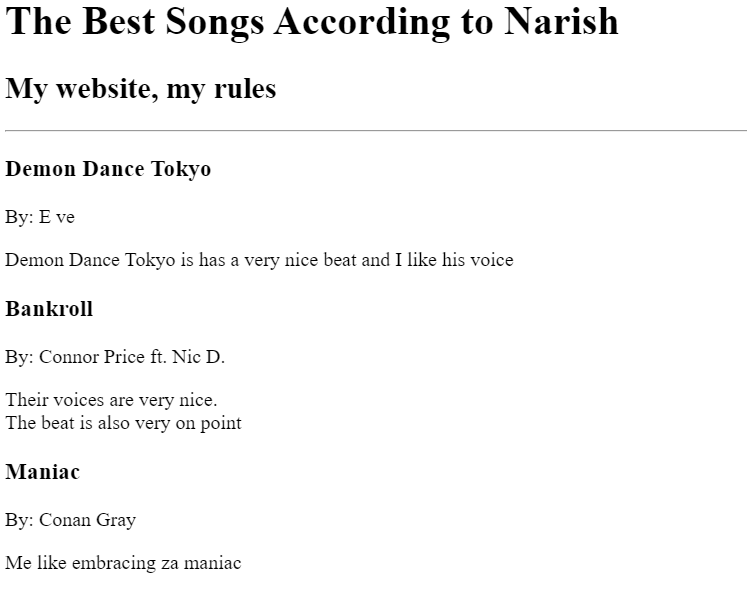 The Best Songs According to Narish
My website, my rules
Demon Dance Tokyo
By: E ve
Demon Dance Tokyo is has a very nice beat and I like his voice
Bankroll
By: Connor Price ft. Nic D.
Their voices are very nice.
The beat is also very on point
Maniac
By: Conan Gray
Me like embracing za maniac